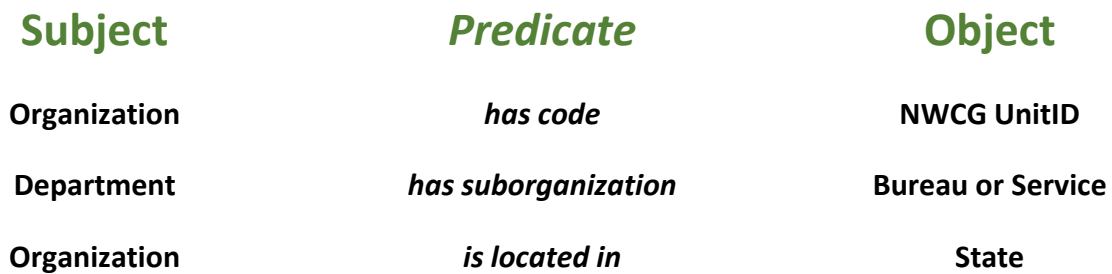 Subject Predicate Object
Organization has code NWCG UnitID
Department has suborganization Bureau or Service
Organization is located in State